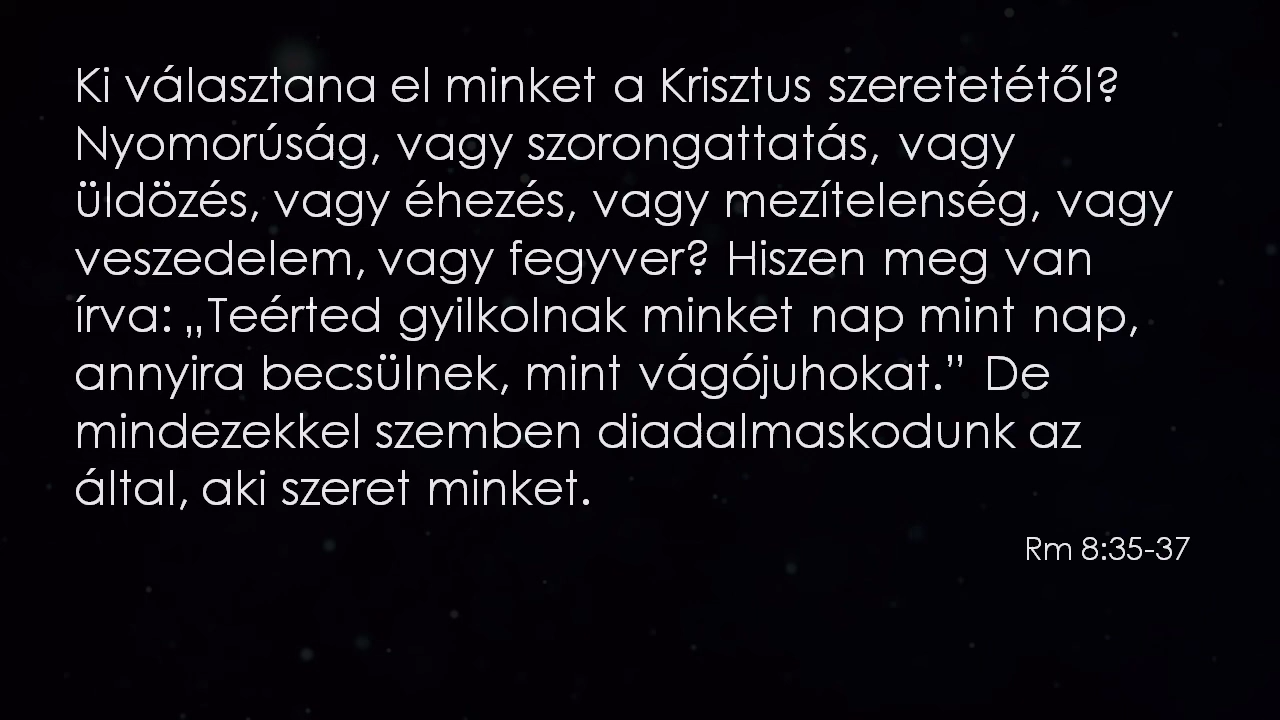 Ki választana el minket a Krisztus szeretetétől?
Nyomorúság, vagy szorongattatás, vagy
üldözés, vagy éhezés, vagy mezítelenség, vagy
veszedelem, vagy fegyver? Hiszen meg van
írva: „Teérted gyilkolnak minket nap mint nap,
annyira becsülnek, mint vágójuhokat.” De
mindezekkel szemben diadalmaskodunk az
által, aki szeret minket.
Rm 8:35-37